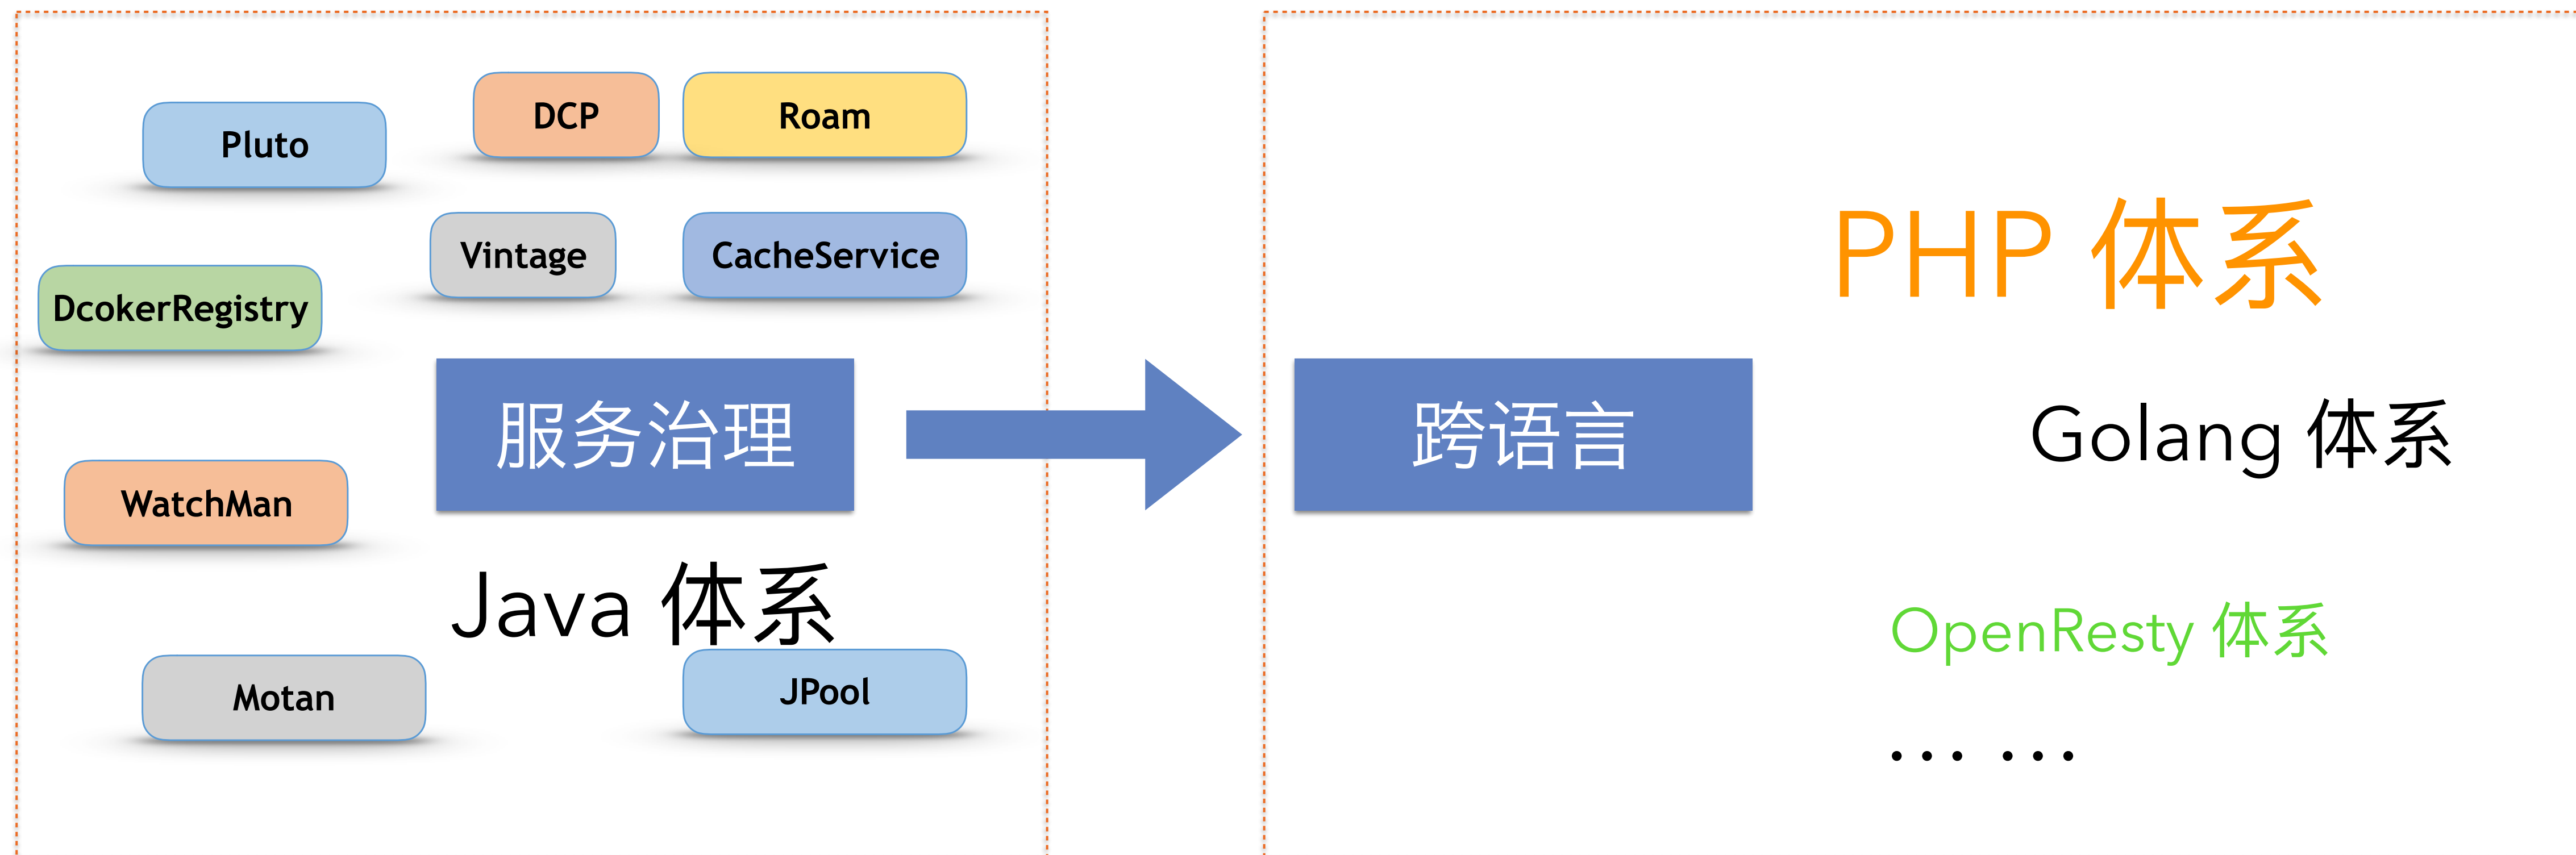 Pluto
DCP
Roam
Vintage
CacheService
DcokerRegistry
服务治理
WatchMan
Java 体系
Motan
JPool
跨语言
PHP 体系
Golang 体系
OpenResty 体系
... ...